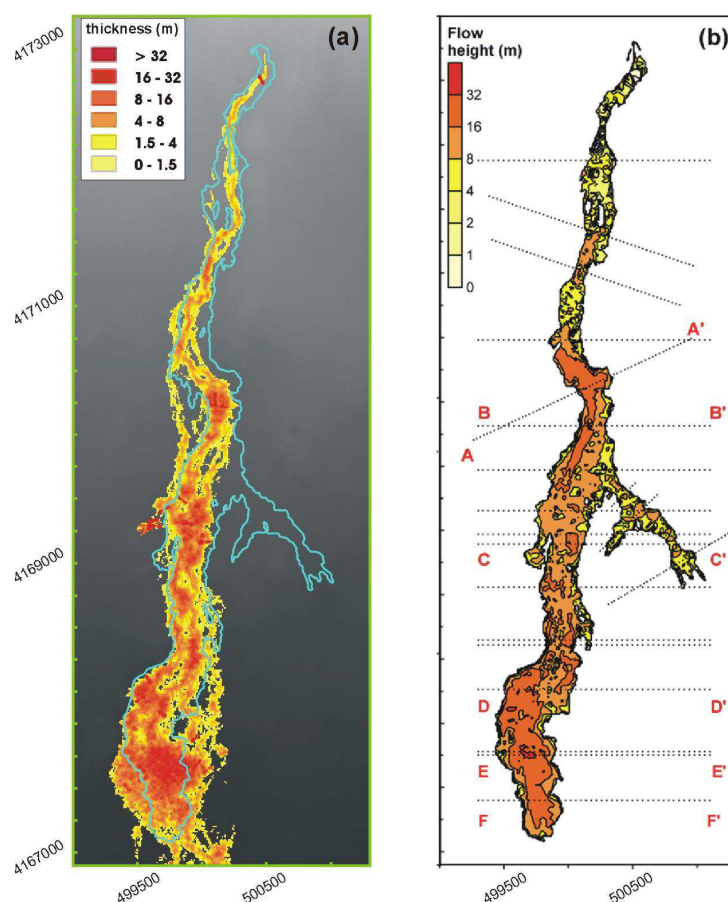 thickness (m)
> 32
16 - 32
8 - 16
4 - 8
1.5 - 4
0 - 1.5
(a)
4173000
4171000
4169000
4167000
499500
500500
Flow
height (m)
32
16
8
4
2
1
0
(b)
A'
B
B'
A
C
C'
D
D'
E
E'
F
F'
499500
500500